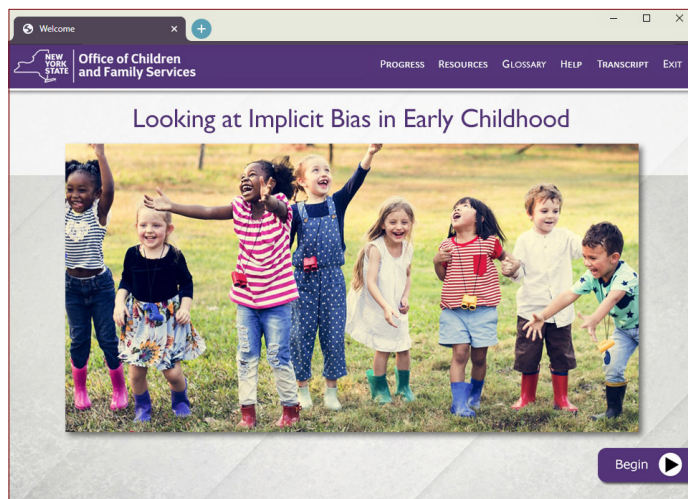 Welcome
NEW
YORK
STATE
Office of Children
and Family Services
PROGRESS RESOURCES GLOSSARY HELP TRANSCRIPT EXIT
Looking at Implicit Bias in Early Childhood
Begin